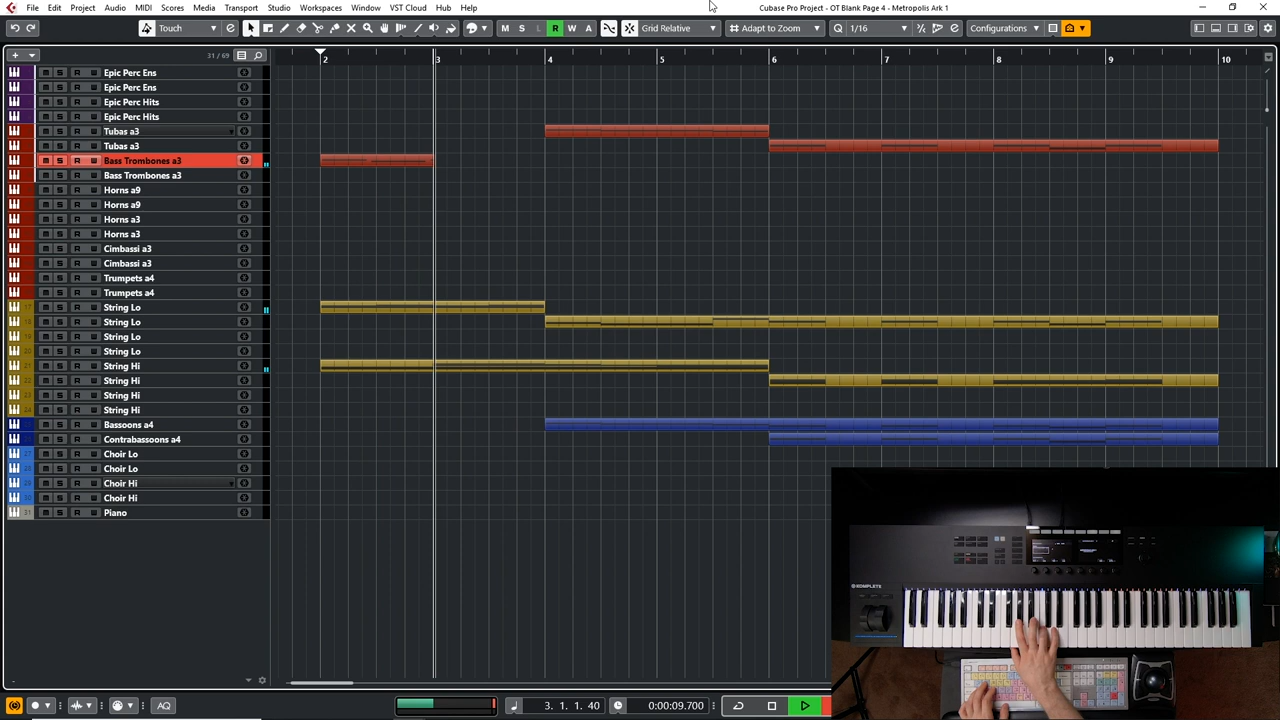 File Edit Project Audio MIDI Scores Media Transport Studio Workspaces Window VST Cloud Hub Help
Cubase Pro Project - OT Blank Page 4 - Metropolis Ark 1
Touch M S L R W A Grid Relative Adapt to Zoom Q 1/16 Configurations
31 / 69
2 3 4 5 6 7 8 9 10
Epic Perc Ens
Epic Perc Ens
Epic Perc Hits
Epic Perc Hits
Tubas a3
Tubas a3
Bass Trombones a3
Bass Trombones a3
Horns a9
Horns a9
Horns a3
Horns a3
Cimbassi a3
Cimbassi a3
Trumpets a4
Trumpets a4
String Lo
String Lo
String Lo
String Lo
String Hi
String Hi
String Hi
String Hi
Bassoons a4
Contrabassoons a4
Choir Lo
Choir Lo
Choir Hi
Choir Hi
Piano
KOMPLETE
AQ 3. 1. 1. 40 0:00:09.700